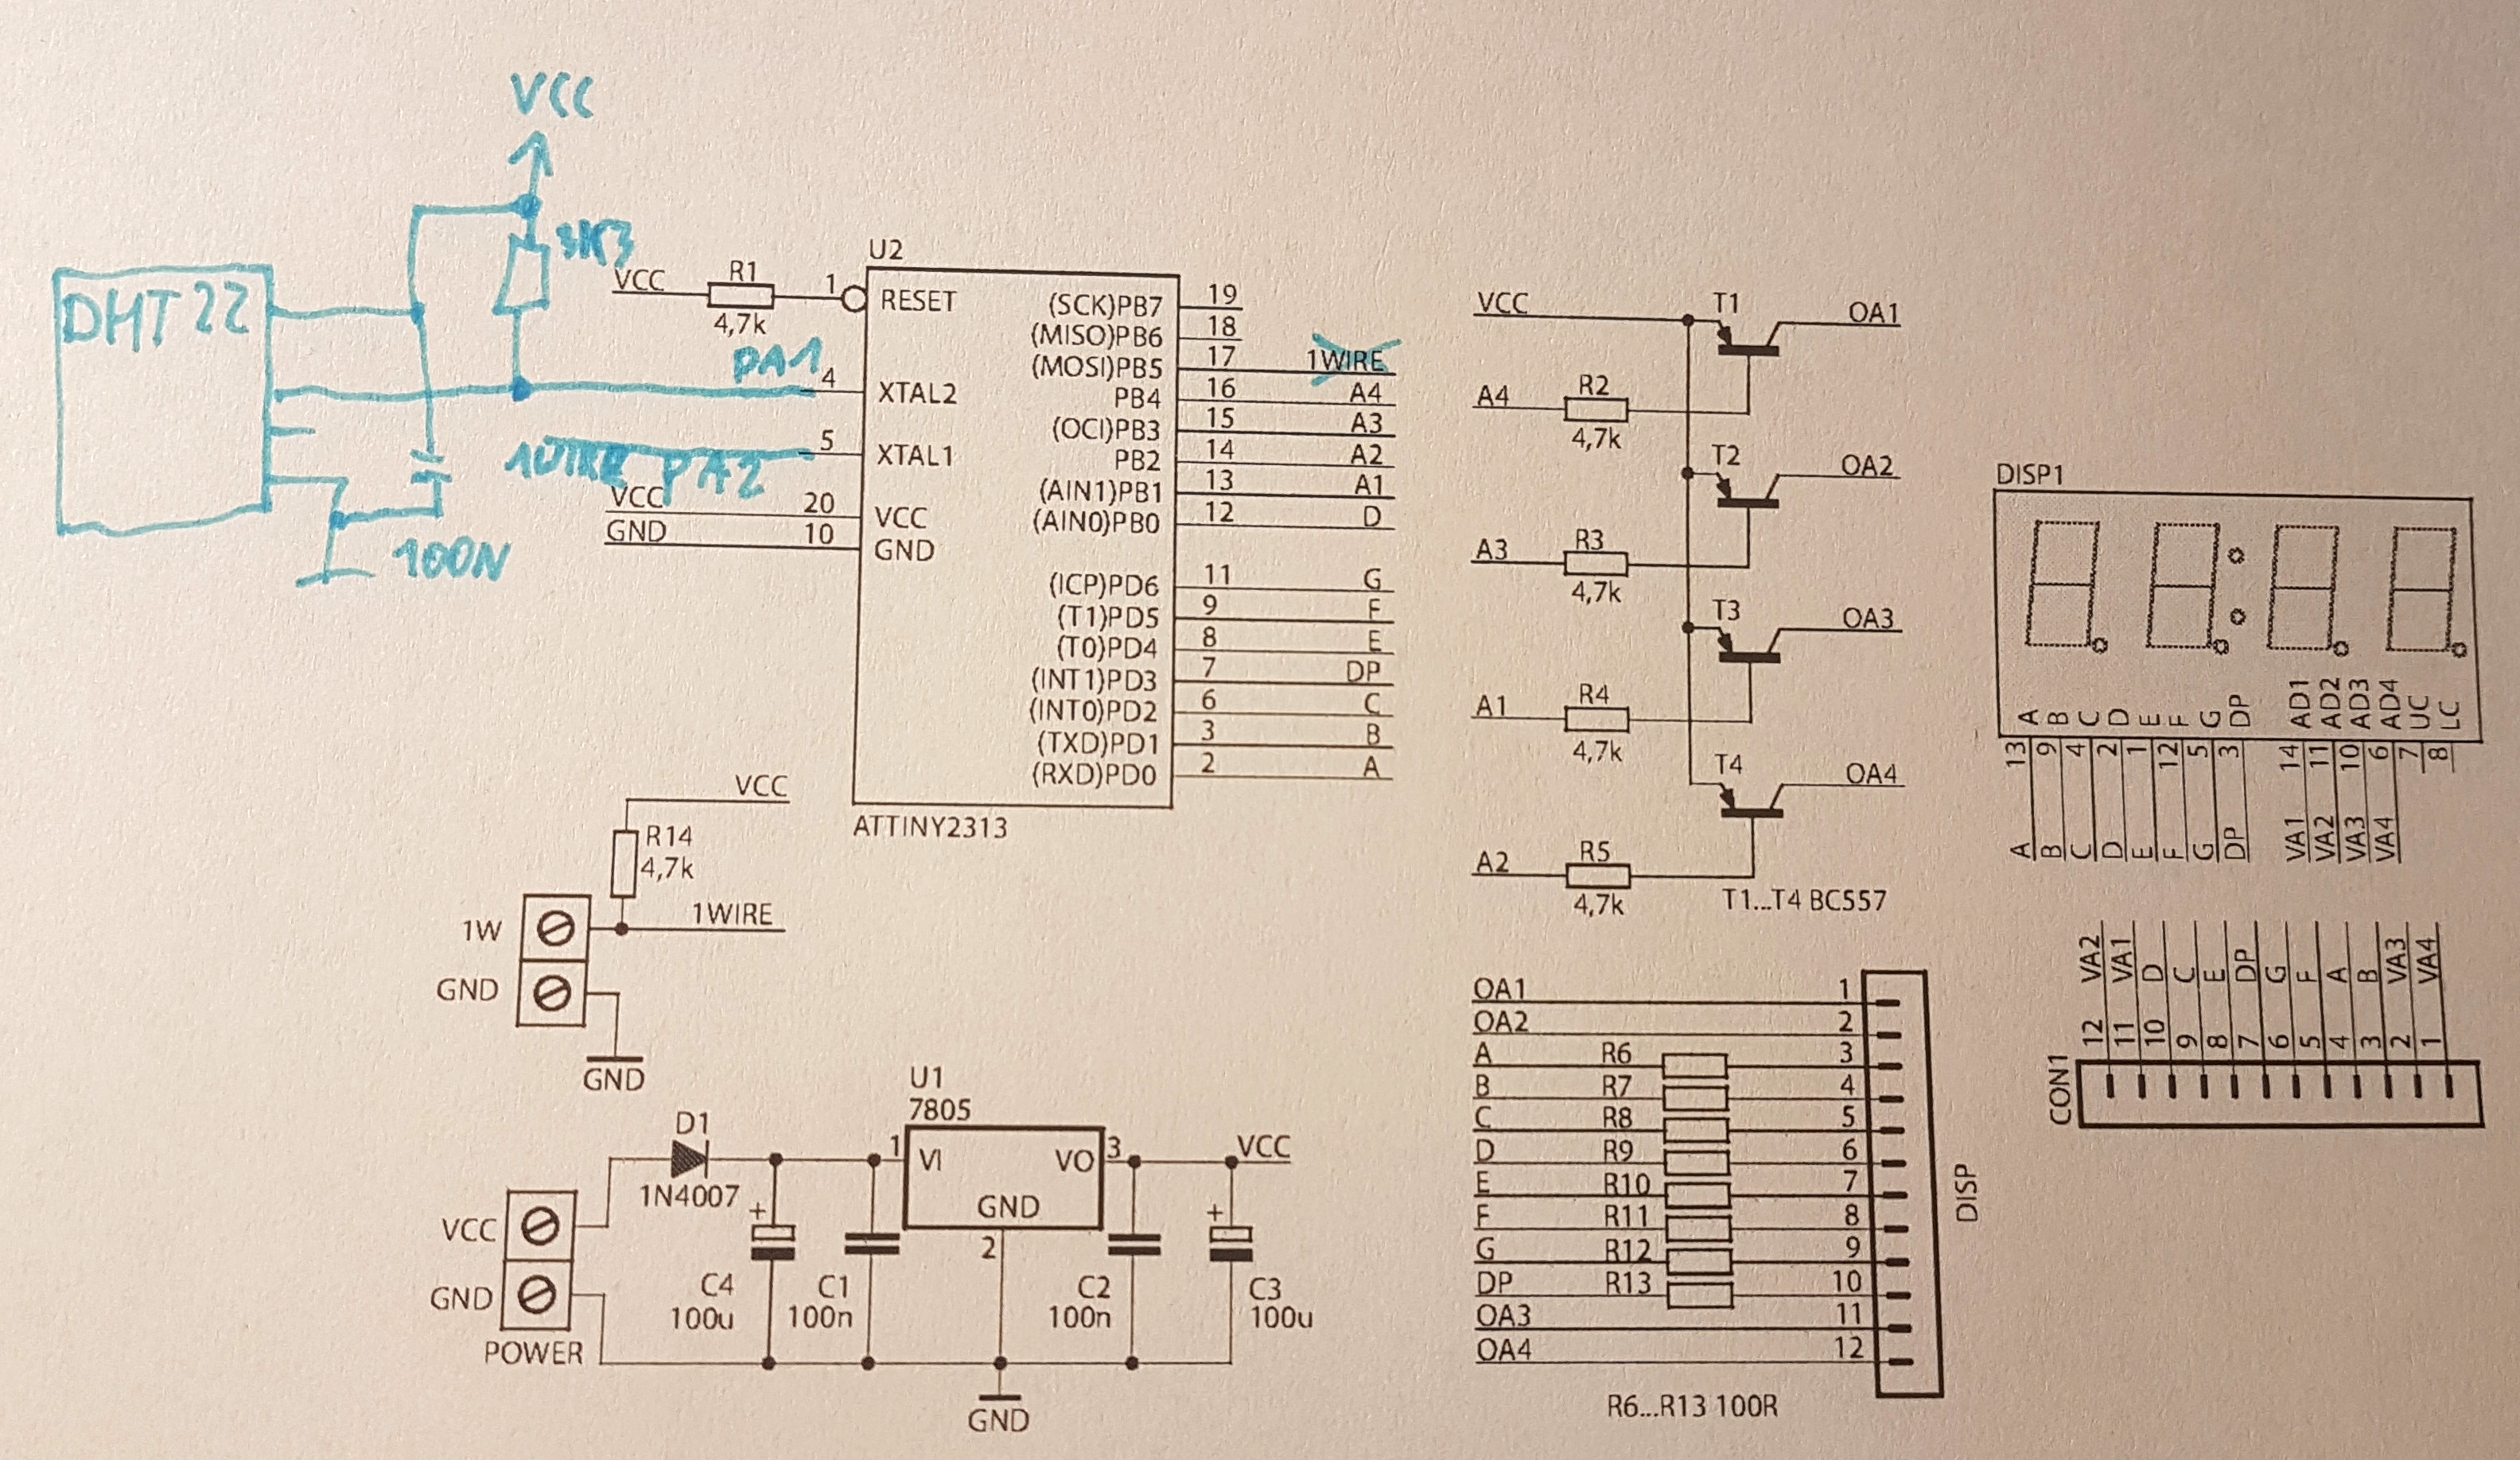 VCC
3K3
DHT22
PA1
1WIRE PA2
100N
U2
VCC
R1
4,7k
1
RESET
4
XTAL2
5
XTAL1
VCC
20
VCC
GND
10
GND
(SCK)PB7
19
(MISO)PB6
18
(MOSI)PB5
17
1WIRE
PB4
16
A4
(OCI)PB3
15
A3
PB2
14
A2
(AIN1)PB1
13
A1
(AIN0)PB0
12
D
(ICP)PD6
11
G
(T1)PD5
9
F
(T0)PD4
8
E
(INT1)PD3
7
DP
(INT0)PD2
6
C
(TXD)PD1
3
B
(RXD)PD0
2
A
ATTINY2313
VCC
T1
OA1
A4
R2
4,7k
T2
OA2
A3
R3
4,7k
T3
OA3
A1
R4
4,7k
T4
OA4
A2
R5
4,7k
T1...T4 BC557
DISP1
A B C D E F G DP AD1 AD2 AD3 AD4 UC LC
13 9 4 2 1 12 5 3 14 11 10 6 7 8
A B C D E F G DP VA1 VA2 VA3 VA4
VA2 VA1 D C E DP G F A B VA3 VA4
12 11 10 9 8 7 6 5 4 3 2 1
CON1
VCC
R14
4,7k
1W
1WIRE
GND
GND
U1
7805
D1
1N4007
1
VI
VO
3
VCC
GND
2
VCC
GND
POWER
+
C4
100u
C1
100n
C2
100n
+
C3
100u
GND
OA1
1
OA2
2
A
R6
3
B
R7
4
C
R8
5
D
R9
6
E
R10
7
F
R11
8
G
R12
9
DP
R13
10
OA3
11
OA4
12
DISP
R6...R13 100R